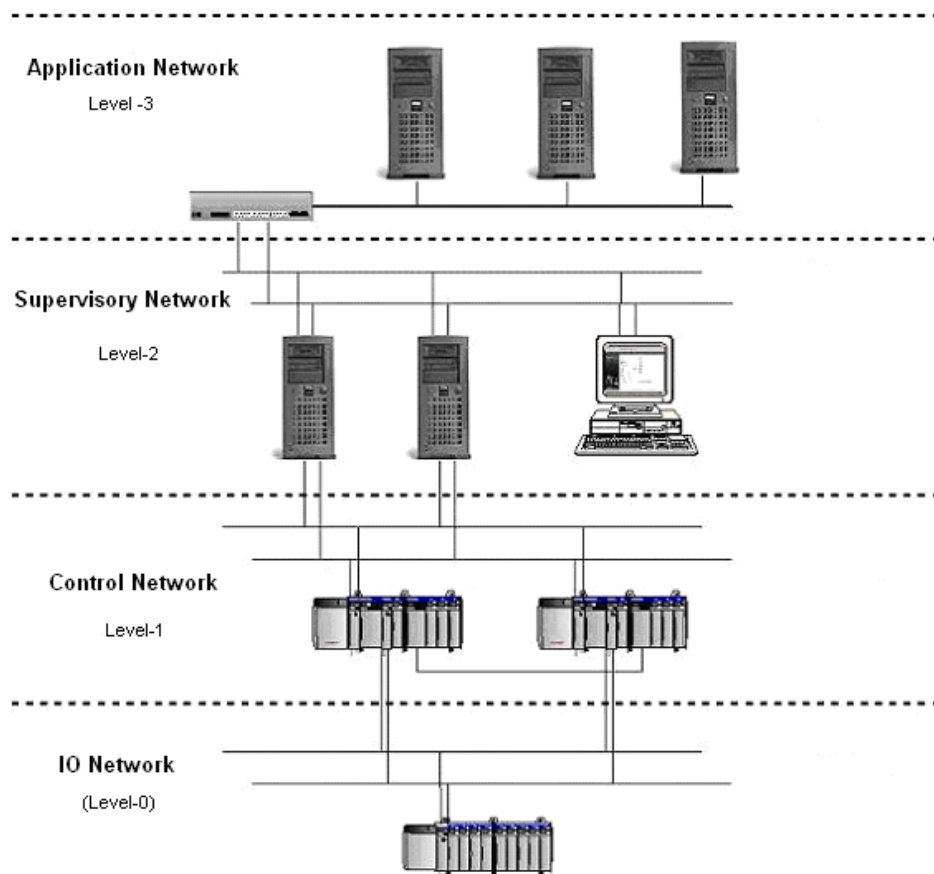 Application Network
Level -3
Supervisory Network
Level-2
Control Network
Level-1
IO Network
(Level-0)